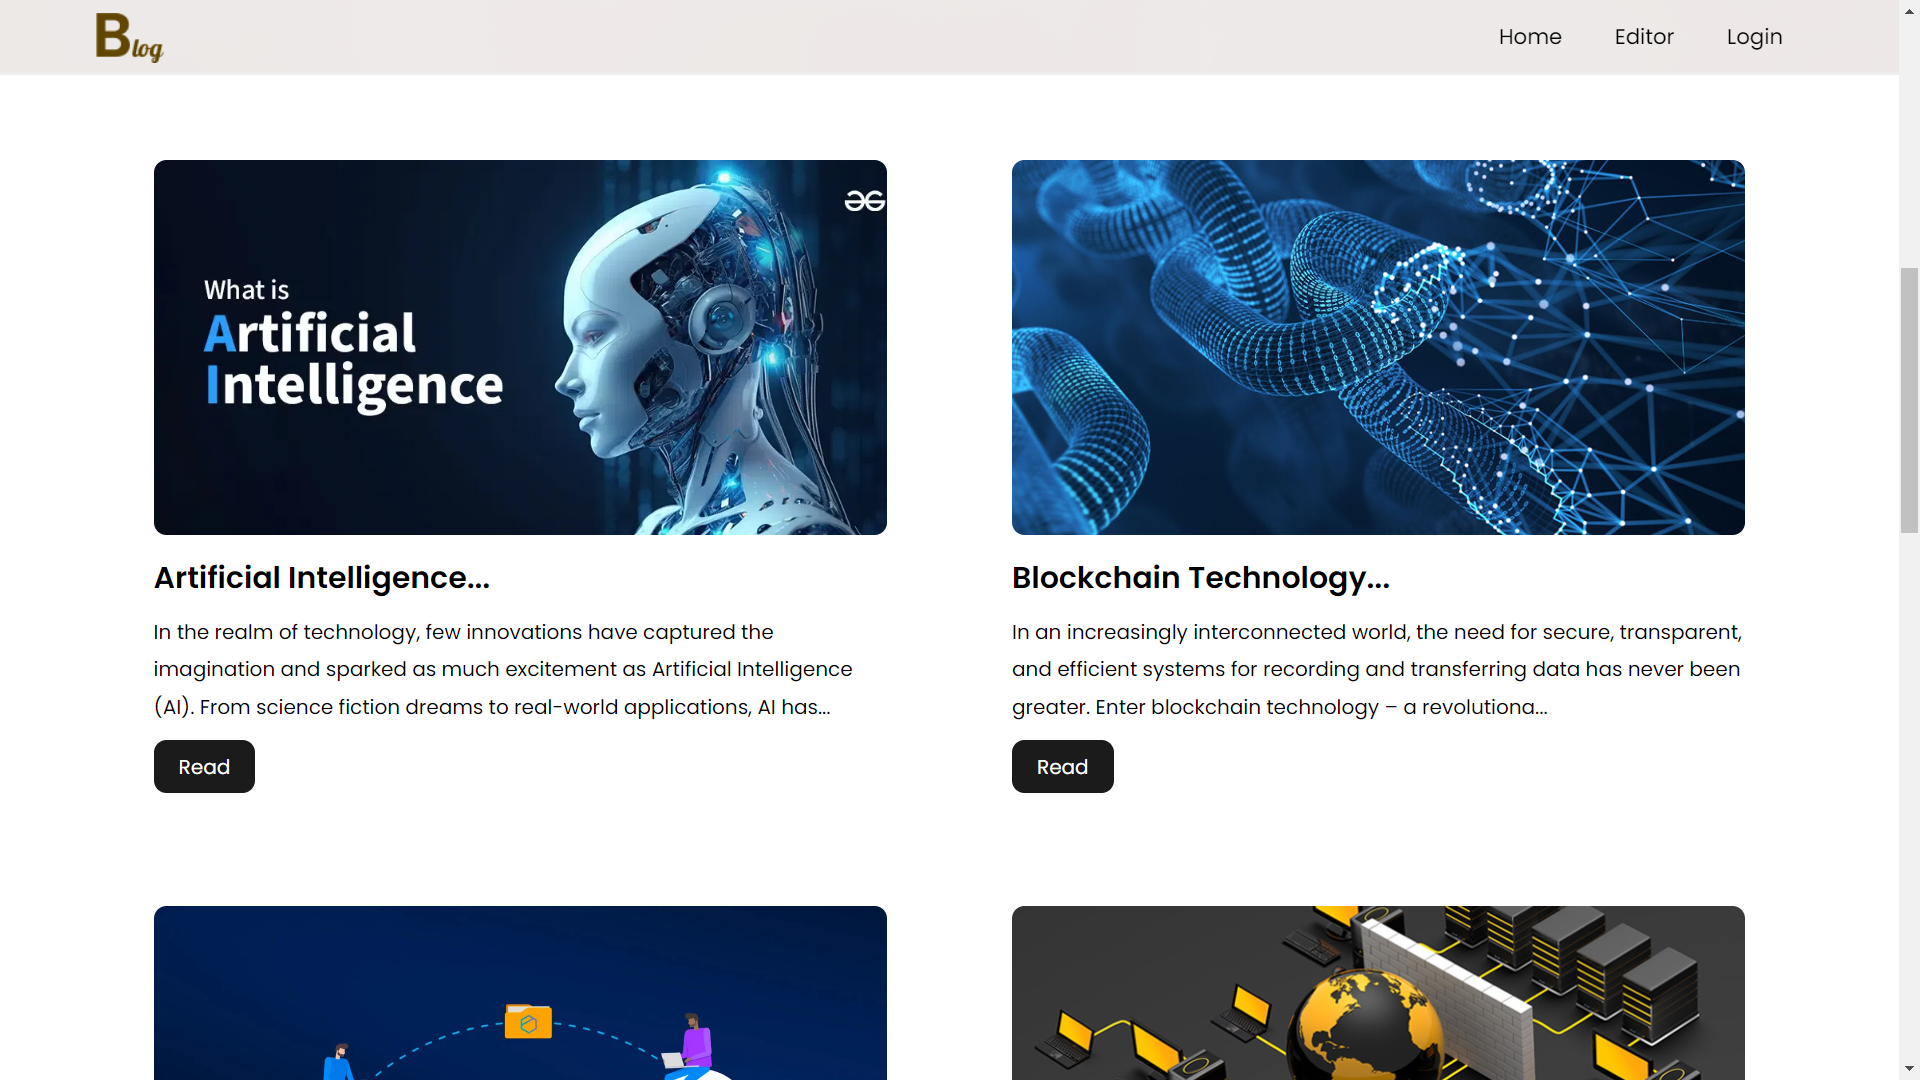 Blog
Home
Editor
Login
What is
Artificial
Intelligence
Artificial Intelligence...
In the realm of technology, few innovations have captured the
imagination and sparked as much excitement as Artificial Intelligence
(AI). From science fiction dreams to real-world applications, AI has...
Read
Blockchain Technology...
In an increasingly interconnected world, the need for secure, transparent,
and efficient systems for recording and transferring data has never been
greater. Enter blockchain technology – a revolutiona...
Read